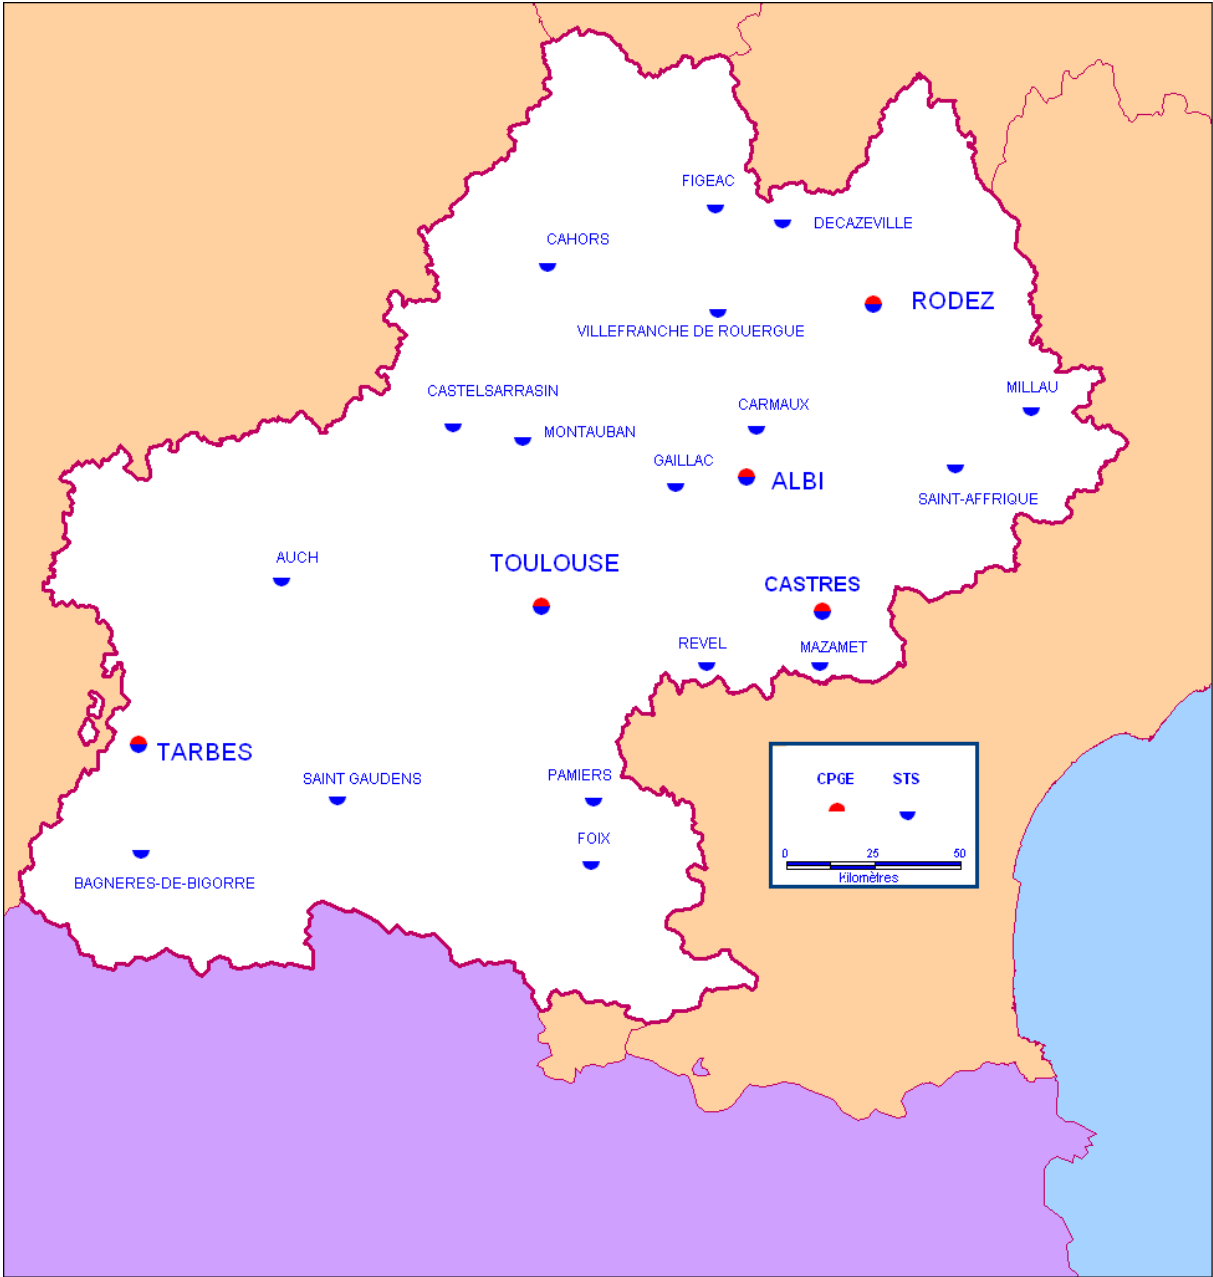 FIGEAC
DECAZEVILLE
CAHORS
RODEZ
VILLEFRANCHE DE ROUERGUE
CASTELSARRASIN
MILLAU
CARMAUX
MONTAUBAN
GAILLAC
ALBI
SAINT-AFFRIQUE
AUCH
TOULOUSE
CASTRES
REVEL
MAZAMET
TARBES
SAINT GAUDENS
PAMIERS
CPGE STS
FOIX
0 25 50
Kilomètres
BAGNERES-DE-BIGORRE